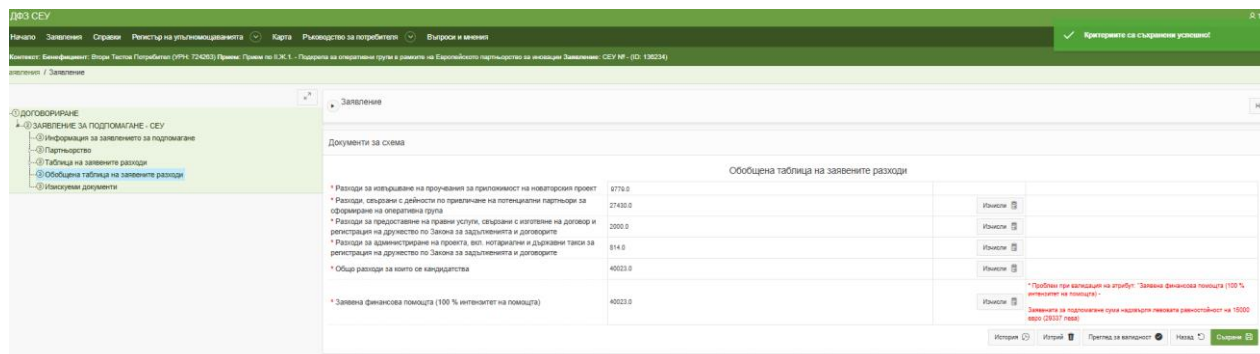 ДФЗ СЕУ
Начало Заявления Справки Регистър на упълномощаванията Карта Ръководство за потребителя Въпроси и мнения
Критериите са съхранени успешно!
Контекст: Бенефициент: Втори Тестов Потребител (УРН: 724263) Прием: Прием по II.Ж.1. - Подкрепа за оперативни групи в рамките на Европейското партньорство за иновации Заявление: СЕУ № - (ID: 136234)
/ Заявление
ДОГОВОРИРАНЕ
ЗАЯВЛЕНИЕ ЗА ПОДПОМАГАНЕ - СЕУ
Информация за заявлението за подпомагане
Партньорство
Таблица на заявените разходи
Обобщена таблица на заявените разходи
Изискуеми документи
Заявление
Документи за схема
Обобщена таблица на заявените разходи
* Разходи за извършване на проучвания за приложимост на новаторския проект 9779.0
* Разходи, свързани с дейности по привличане на потенциални партньори за
сформиране на оперативна група 27430.0 Изчисли
* Разходи за предоставяне на правни услуги, свързани с изготвяне на договор и
регистрация на дружество по Закона за задълженията и договорите 2000.0 Изчисли
* Разходи за администриране на проекта, вкл. нотариални и държавни такси за
регистрация на дружество по Закона за задълженията и договорите 814.0 Изчисли
* Общо разходи за които се кандидатства 40023.0 Изчисли
* Заявена финансова помощта (100 % интензитет на помощта) 40023.0 Изчисли
* Проблем при валидация на атрибут: "Заявена финансова помощта (100 %
интензитет на помощта) -
Заявената за подпомагане сума надхвърля левовата равностойност на 15000
евро (29337 лева)
История Изтрий Преглед за валидност Назад Съхрани